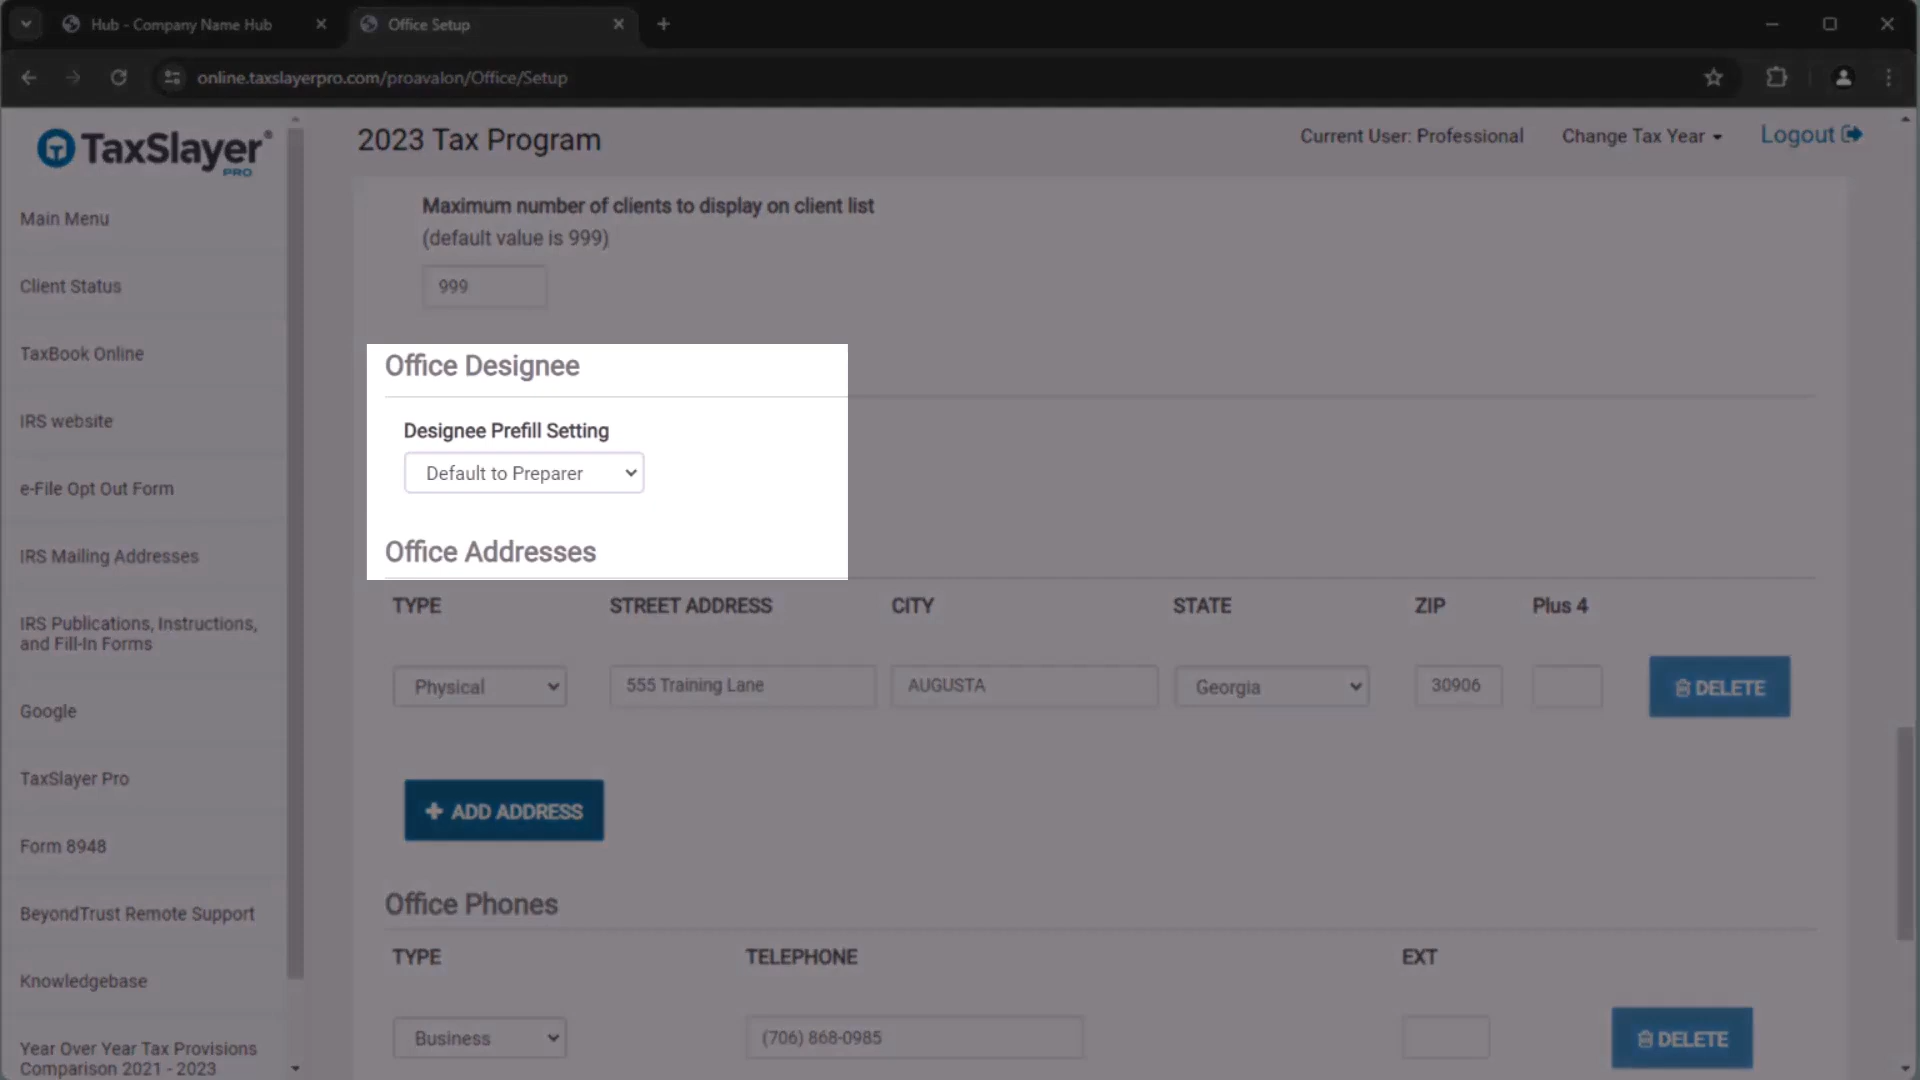 Hub - Company Name Hub
Office Setup
online.taxslayerpro.com/proavalon/Office/Setup
TaxSlayer®
PRO
2023 Tax Program
Current User: Professional
Change Tax Year
Logout
Main Menu
Client Status
TaxBook Online
IRS website
e-File Opt Out Form
IRS Mailing Addresses
IRS Publications, Instructions,
and Fill-In Forms
Google
TaxSlayer Pro
Form 8948
BeyondTrust Remote Support
Knowledgebase
Year Over Year Tax Provisions
Comparison 2021 - 2023
Maximum number of clients to display on client list
(default value is 999)
999
Office Designee
Designee Prefill Setting
Default to Preparer
Office Addresses
TYPE STREET ADDRESS CITY STATE ZIP Plus 4
Physical 555 Training Lane AUGUSTA Georgia 30906 DELETE
+ ADD ADDRESS
Office Phones
TYPE TELEPHONE EXT
Business (706) 868-0985 DELETE